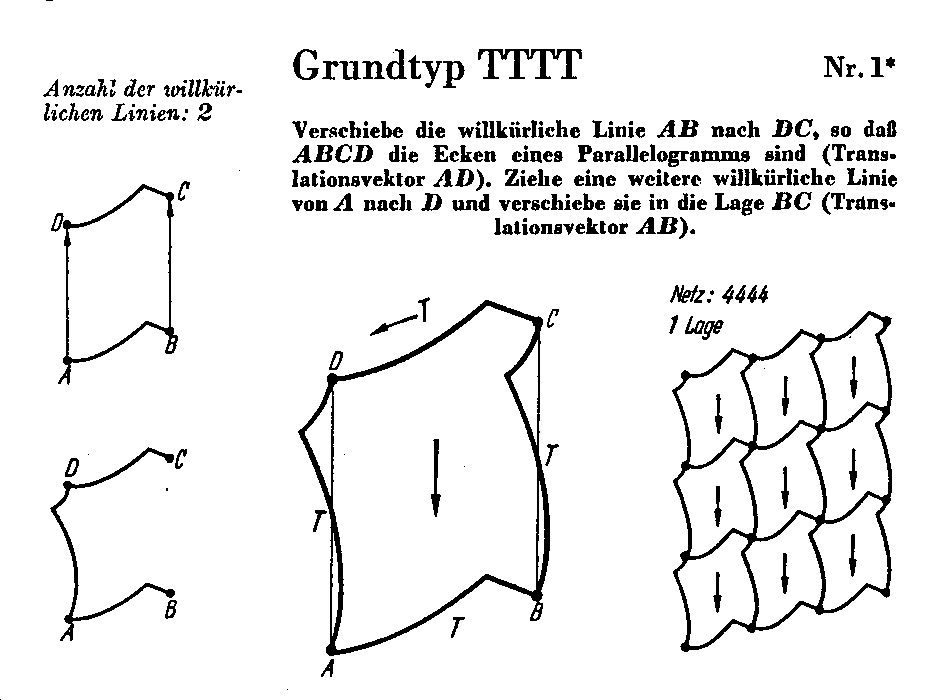 Grundtyp TTTT
Nr. 1*
Anzahl der willkür-
lichen Linien: 2
Verschiebe die willkürliche Linie AB nach DC, so daß
ABCD die Ecken eines Parallelogramms sind (Trans-
lationsvektor AD). Ziehe eine weitere willkürliche Linie
von A nach D und verschiebe sie in die Lage BC (Trans-
lationsvektor AB).
D
C
A
B
D
C
A
B
T
D
C
T
T
T
B
A
Netz: 4444
1 Lage